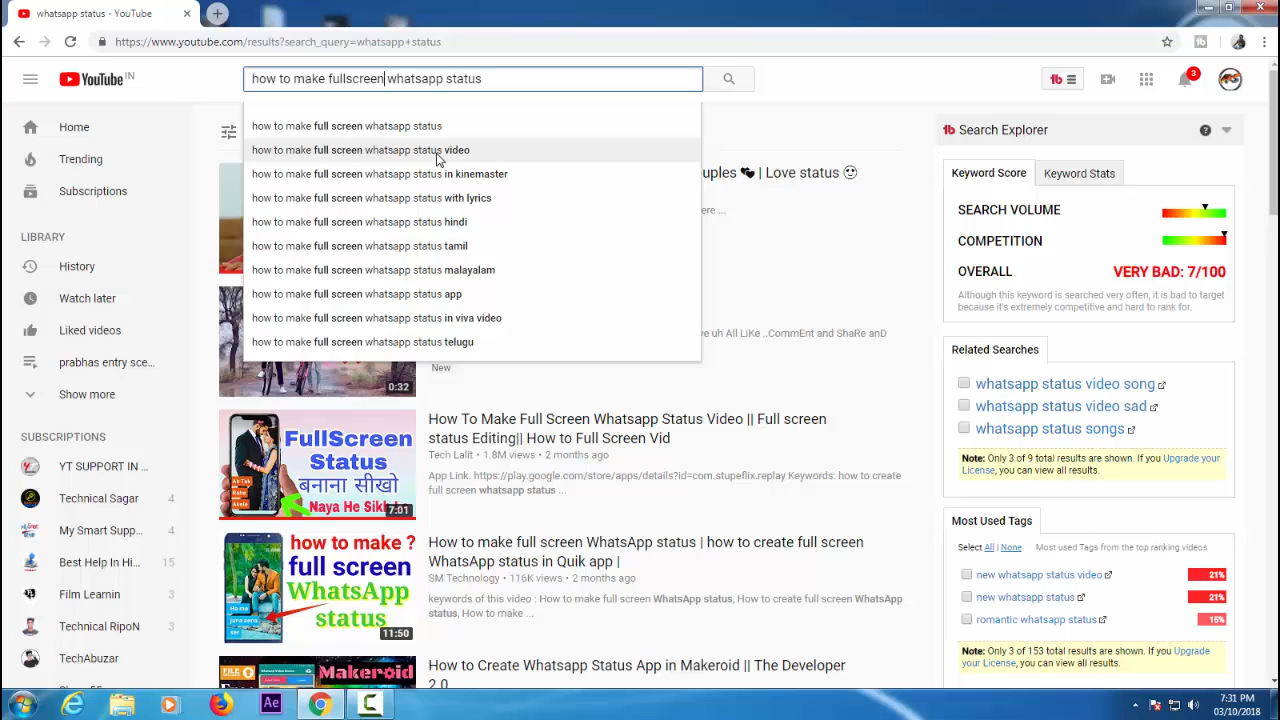 whatsapp status - YouTube
https://www.youtube.com/results?search_query=whatsapp+status
YouTube IN
how to make fullscreen whatsapp status
3
how to make full screen whatsapp status
how to make full screen whatsapp status video
how to make full screen whatsapp status in kinemaster
how to make full screen whatsapp status with lyrics
how to make full screen whatsapp status hindi
how to make full screen whatsapp status tamil
how to make full screen whatsapp status malayalam
how to make full screen whatsapp status app
how to make full screen whatsapp status in viva video
how to make full screen whatsapp status telugu
Home
Trending
Subscriptions
LIBRARY
History
Watch later
Liked videos
prabhas entry sce...
Show more
SUBSCRIPTIONS
YT SUPPORT IN ...
Technical Sagar 4
My Smart Supp... 4
Best Help In Hi... 15
Film Learnin 3
Technical RipoN 3
TechAbuzar
uples | Love status
ere ...
ve uh All LiKe ..CommEnt and ShaRe anD
New
0:32
How To Make Full Screen Whatsapp Status Video || Full screen
status Editing|| How to Full Screen Vid
Tech Lalit • 1.8M views • 2 months ago
App Link. https://play.google.com/store/apps/details?id=com.stupeflix.replay Keywords: how to create
full screen whatsapp status ...
FullScreen
Status
बनाना सीखो
Naya He Sikh
Ab Tak
Rahe
Akele
7:01
How to make full screen WhatsApp status | how to create full screen
WhatsApp status in Quik app |
SM Technology • 116K views • 2 months ago
keywords of this video : How to make full screen WhatsApp status, How to create full screen WhatsApp
status, How to make ...
how to make ?
full screen
WhatsApp
status
11:50
How to Create Whatsapp Status App in Makeroid || The Developer
2.0
Makeroid
FILE
Free
tb Search Explorer
Keyword Score
Keyword Stats
SEARCH VOLUME
COMPETITION
OVERALL VERY BAD: 7/100
Although this keyword is searched very often, it is bad to target
because it's extremely competitive and hard to rank for.
Related Searches
whatsapp status video song
whatsapp status video sad
whatsapp status songs
Note: Only 3 of 9 total results are shown. If you Upgrade your
License, you can view all results.
Most Used Tags
Select All | None Most used Tags from the top ranking videos
new whatsapp status video 21%
new whatsapp status 21%
romantic whatsapp status 15%
Note: Only 3 of 153 total results are shown. If you Upgrade
your License, you can view all results.
Ae
7:31 PM
03/10/2018